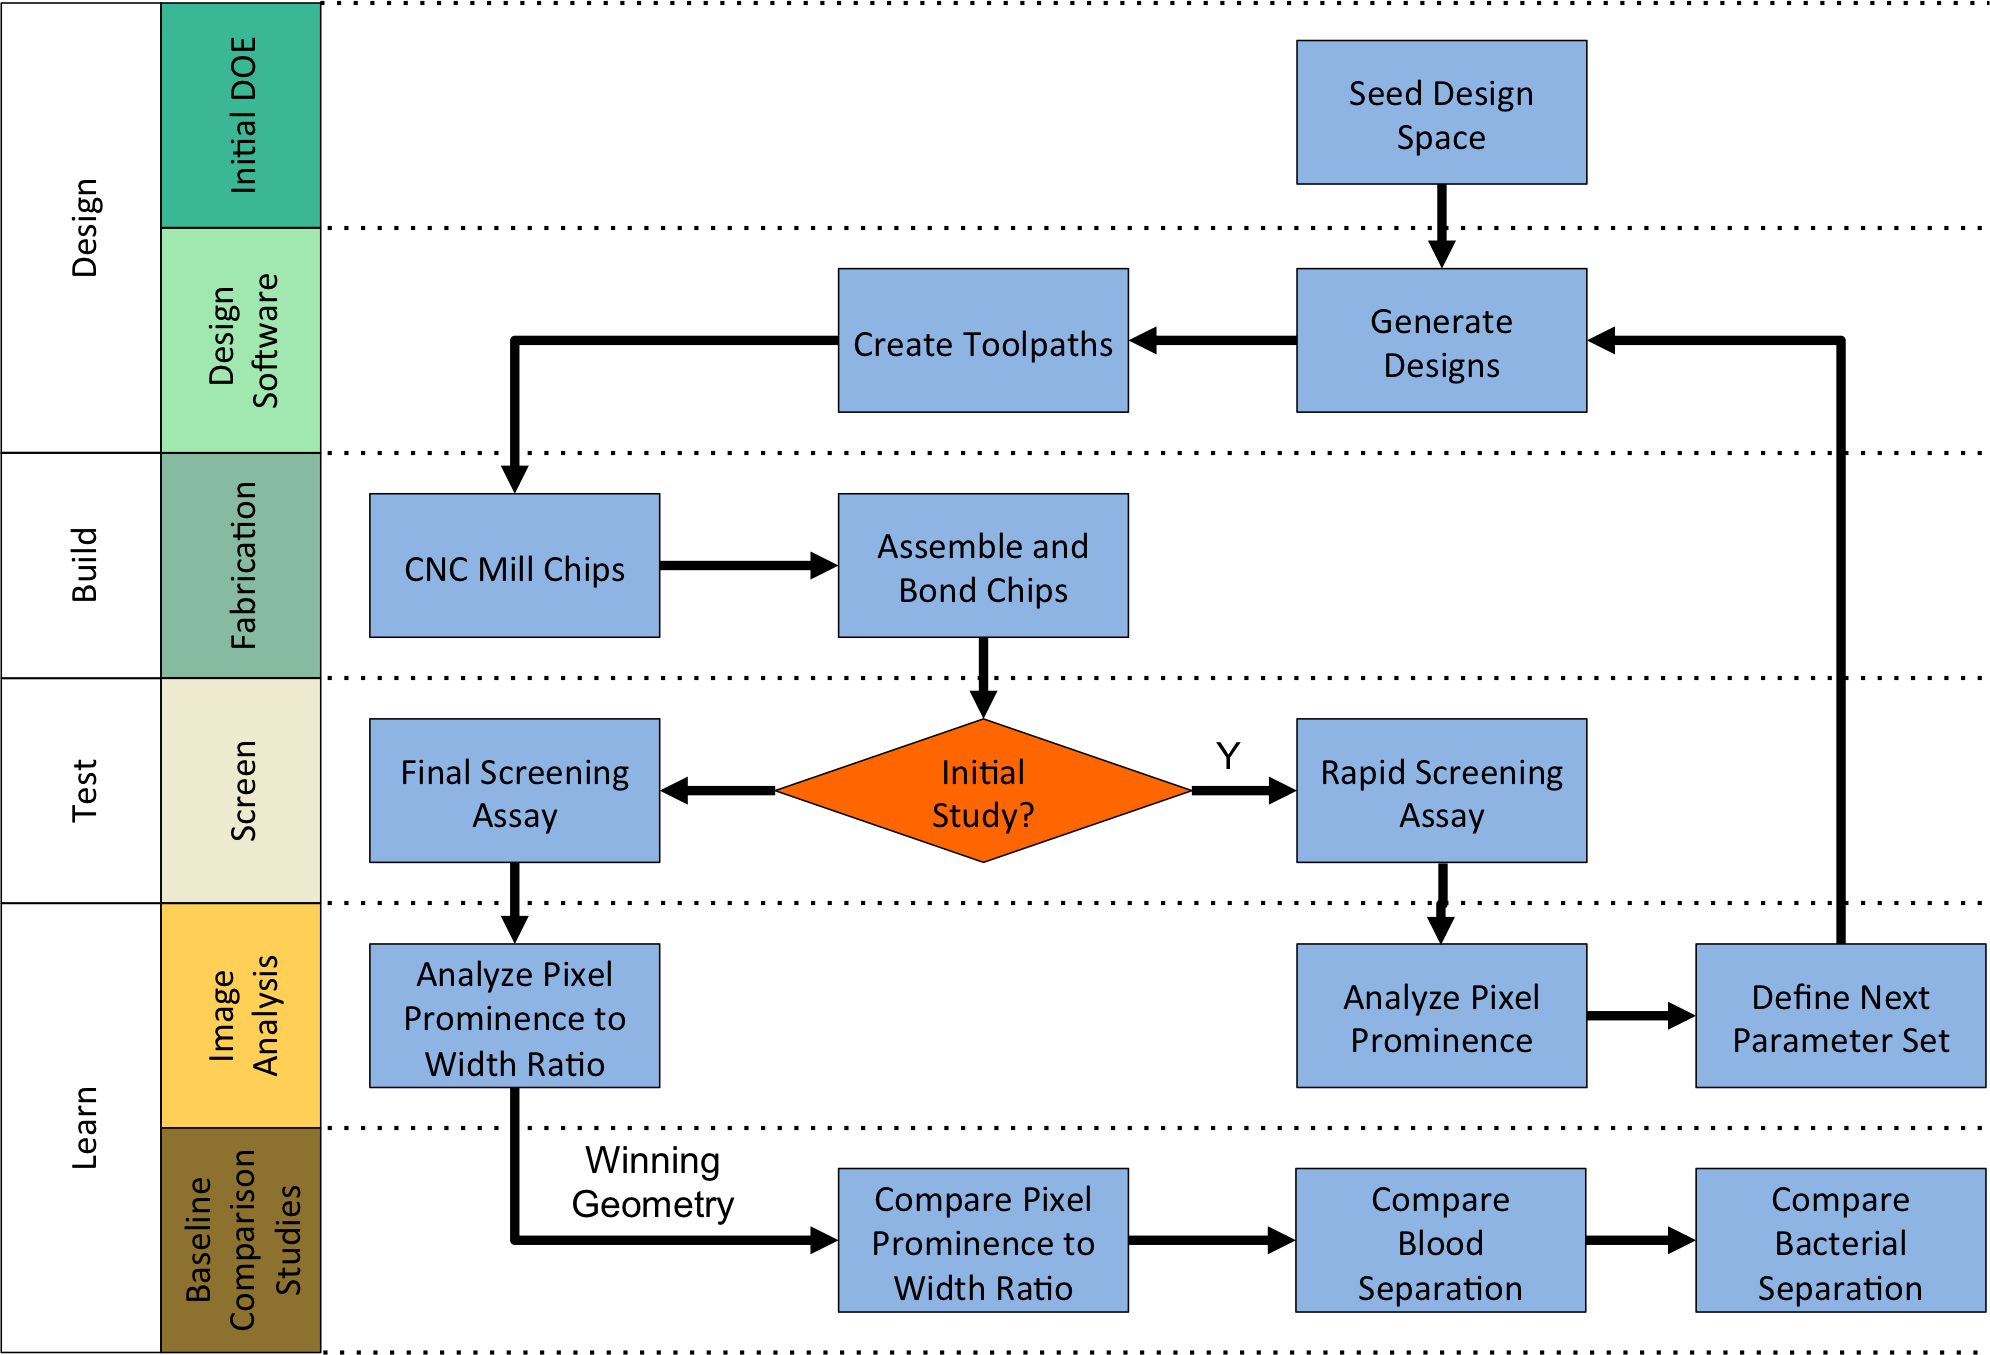 Design
Initial DOE
Seed Design
Space
Design
Software
Create Toolpaths
Generate
Designs
Build
Fabrication
CNC Mill Chips
Assemble and
Bond Chips
Test
Screen
Final Screening
Assay
Initial
Study?
Y
Rapid Screening
Assay
Learn
Image
Analysis
Analyze Pixel
Prominence to
Width Ratio
Analyze Pixel
Prominence
Define Next
Parameter Set
Baseline
Comparison
Studies
Winning
Geometry
Compare Pixel
Prominence to
Width Ratio
Compare
Blood
Separation
Compare
Bacterial
Separation